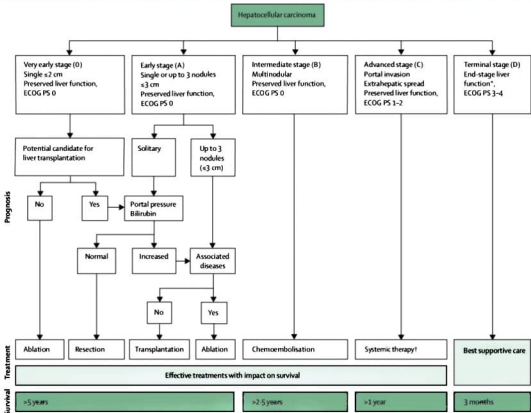 Hepatocellular carcinoma
Very early stage (0)
Single ≤2 cm
Preserved liver function,
ECOG PS 0
Early stage (A)
Single or up to 3 nodules
≤3 cm
Preserved liver function,
ECOG PS 0
Intermediate stage (B)
Multinodular
Preserved liver function,
ECOG PS 0
Advanced stage (C)
Portal invasion
Extrahepatic spread
Preserved liver function,
ECOG PS 1–2
Terminal stage (D)
End-stage liver
function*,
ECOG PS 3–4
Potential candidate for
liver transplantation
Solitary
Up to 3
nodules
(≤3 cm)
Prognosis
No
Yes
Portal pressure
Bilirubin
Normal
Increased
Associated
diseases
No
Yes
Treatment
Ablation
Resection
Transplantation
Ablation
Chemoembolisation
Systemic therapy†
Best supportive care
Effective treatments with impact on survival
Survival
>5 years
>2·5 years
>1 year
3 months